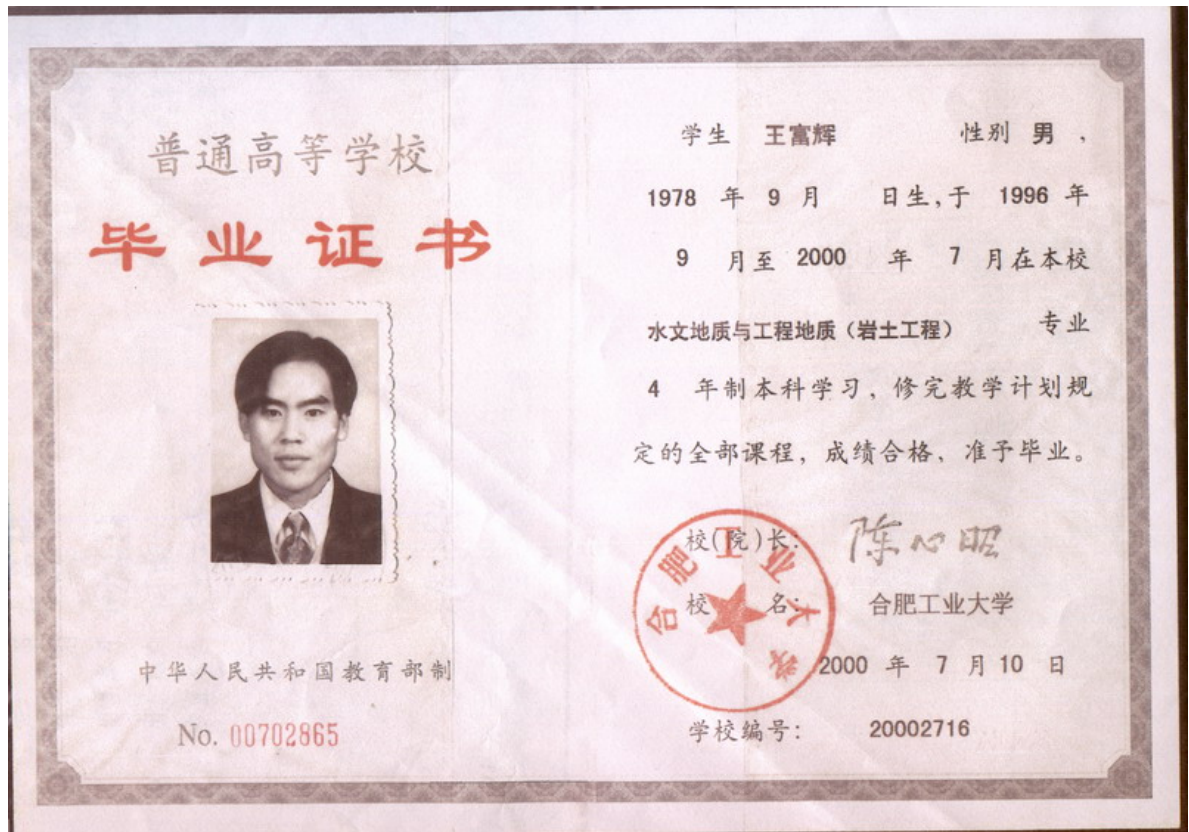 普通高等学校
毕业证书
中华人民共和国教育部制
No. 00702865
学生 王富辉 性别 男 ,
1978 年 9 月 日生,于 1996 年
9 月至 2000 年 7 月在本校
水文地质与工程地质（岩土工程） 专业
4 年制本科学习, 修完教学计划规
定的全部课程, 成绩合格, 准予毕业。
校(院)长: 陈心昭
校 名: 合肥工业大学
2000 年 7 月 10 日
学校编号: 20002716
合肥工业大学